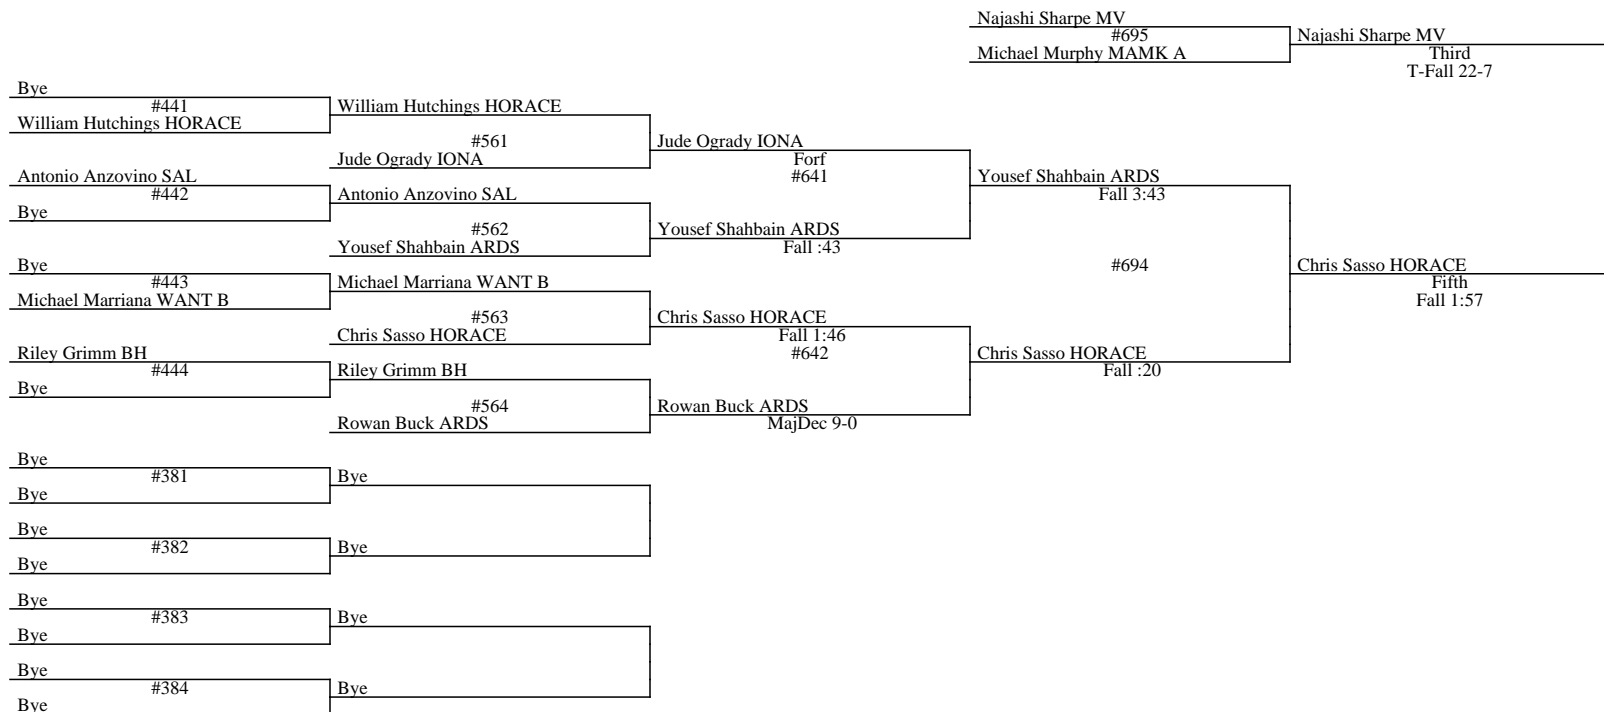 Najashi Sharpe MV
#695
Michael Murphy MAMK A
Najashi Sharpe MV
Third
T-Fall 22-7
Bye
#441
William Hutchings HORACE
William Hutchings HORACE
#561
Jude Ogrady IONA
Jude Ogrady IONA
Forf
#641
Antonio Anzovino SAL
#442
Bye
Antonio Anzovino SAL
#562
Yousef Shahbain ARDS
Yousef Shahbain ARDS
Fall :43
Yousef Shahbain ARDS
Fall 3:43
#694
Bye
#443
Michael Marriana WANT B
Michael Marriana WANT B
#563
Chris Sasso HORACE
Chris Sasso HORACE
Fall 1:46
#642
Riley Grimm BH
#444
Bye
Riley Grimm BH
#564
Rowan Buck ARDS
Rowan Buck ARDS
MajDec 9-0
Chris Sasso HORACE
Fall :20
Chris Sasso HORACE
Fifth
Fall 1:57
Bye
#381
Bye
Bye
Bye
#382
Bye
Bye
Bye
#383
Bye
Bye
Bye
#384
Bye
Bye